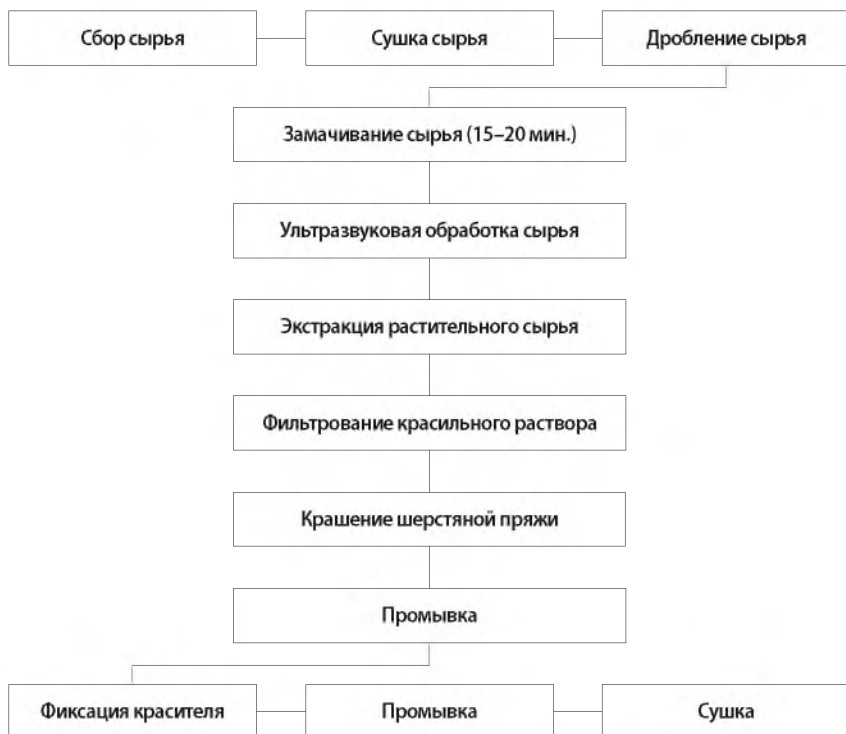 Сбор сырья
Сушка сырья
Дробление сырья
Замачивание сырья (15–20 мин.)
Ультразвуковая обработка сырья
Экстракция растительного сырья
Фильтрование красильного раствора
Крашение шерстяной пряжи
Промывка
Фиксация красителя
Промывка
Сушка